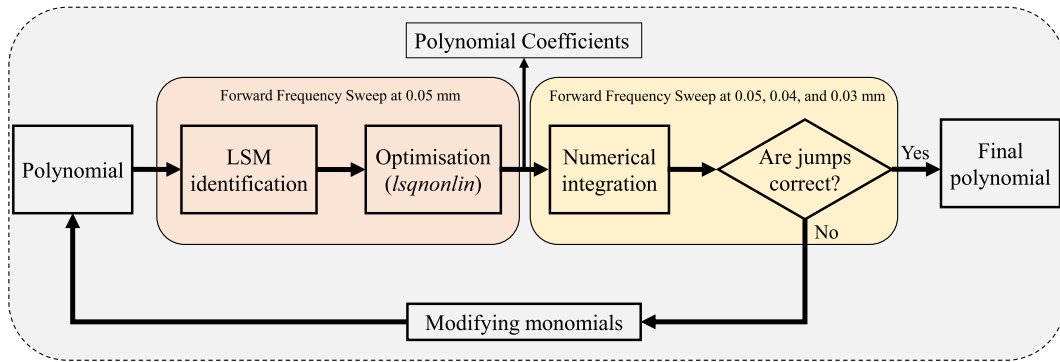 Polynomial Coefficients
Forward Frequency Sweep at 0.05 mm
Forward Frequency Sweep at 0.05, 0.04, and 0.03 mm
Polynomial
LSM
identification
Optimisation
(lsqnonlin)
Numerical
integration
Are jumps
correct?
Yes
Final
polynomial
No
Modifying monomials